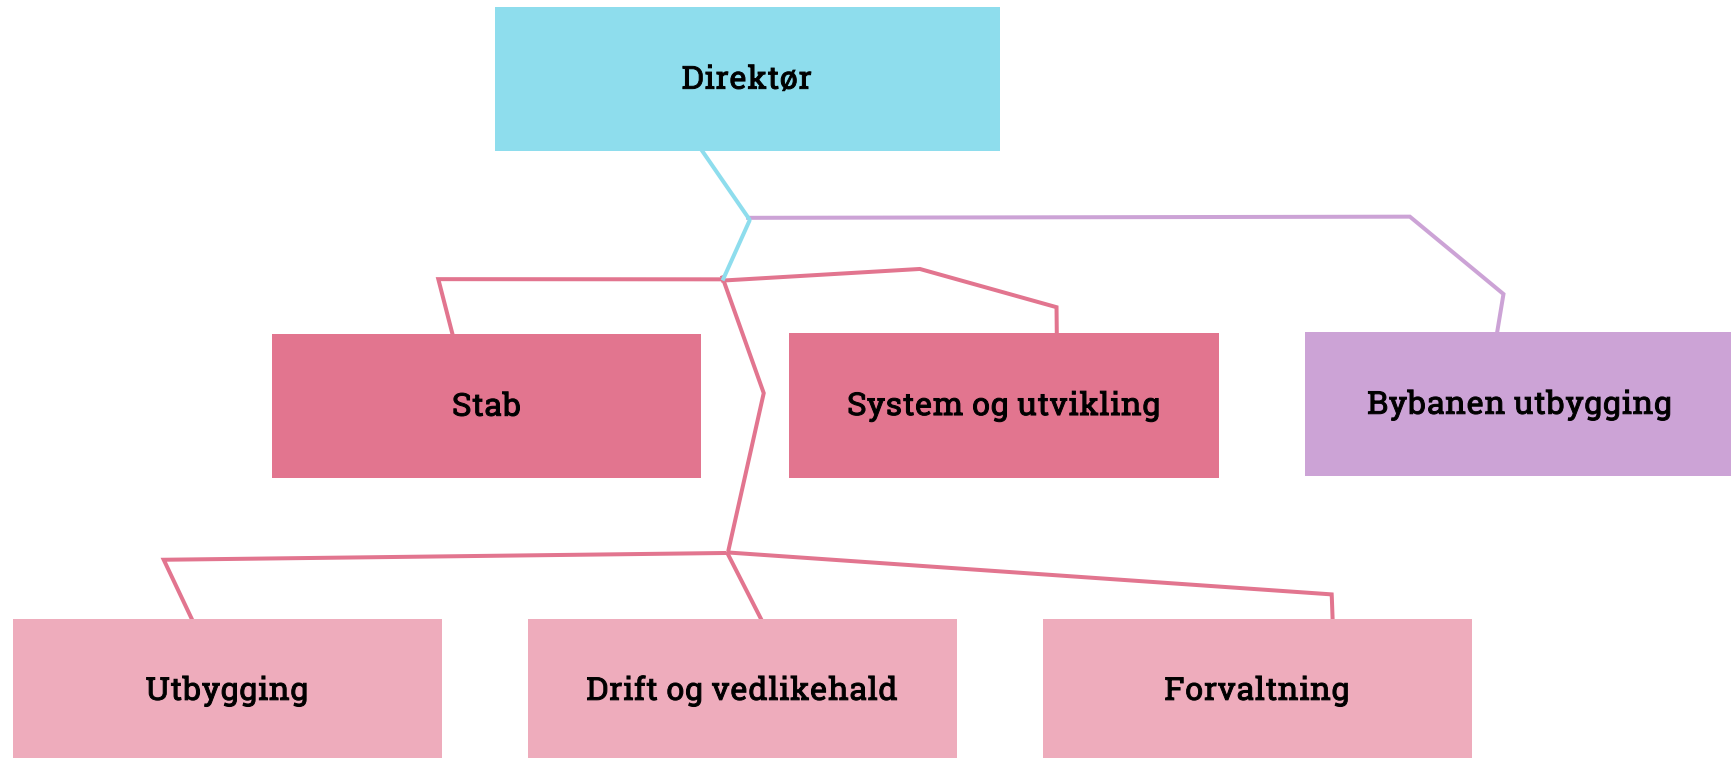 Direktør
Stab
System og utvikling
Bybanen utbygging
Utbygging
Drift og vedlikehald
Forvaltning